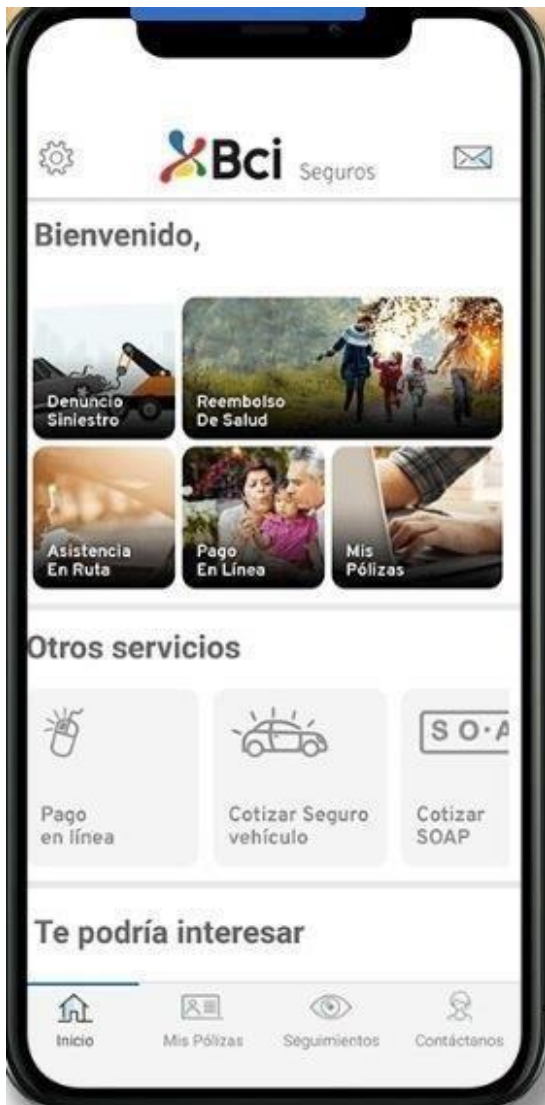 Bci Seguros
Bienvenido,
Denuncio
Siniestro
Reembolso
De Salud
Asistencia
En Ruta
Pago
En Línea
Mis
Pólizas
Otros servicios
Pago
en línea
Cotizar Seguro
vehículo
SO·A
Cotizar
SOAP
Te podría interesar
Inicio
Mis Pólizas
Seguimientos
Contáctanos